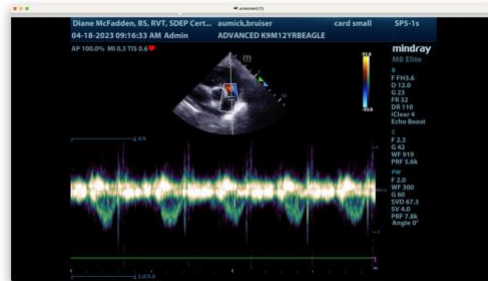 unnamed (1)
Diane McFadden, BS, RVT, SDEP Cert... aumick,bruiser card small SP5-1s
04-18-2023 09:16:33 AM Admin ADVANCED K9M12YRBEAGLE
AP 100.0% MI 0.3 TIS 0.6
mindray
M8 Elite
B
F FH3.6
D 12.0
G 23
FR 32
DR 110
iClear 4
Echo Boost
C
F 2.3
G 42
WF 919
PRF 5.6k
PW
F 2.0
WF 300
G 60
SVD 67.3
SV 4.0
PRF 7.8k
Angle 0°